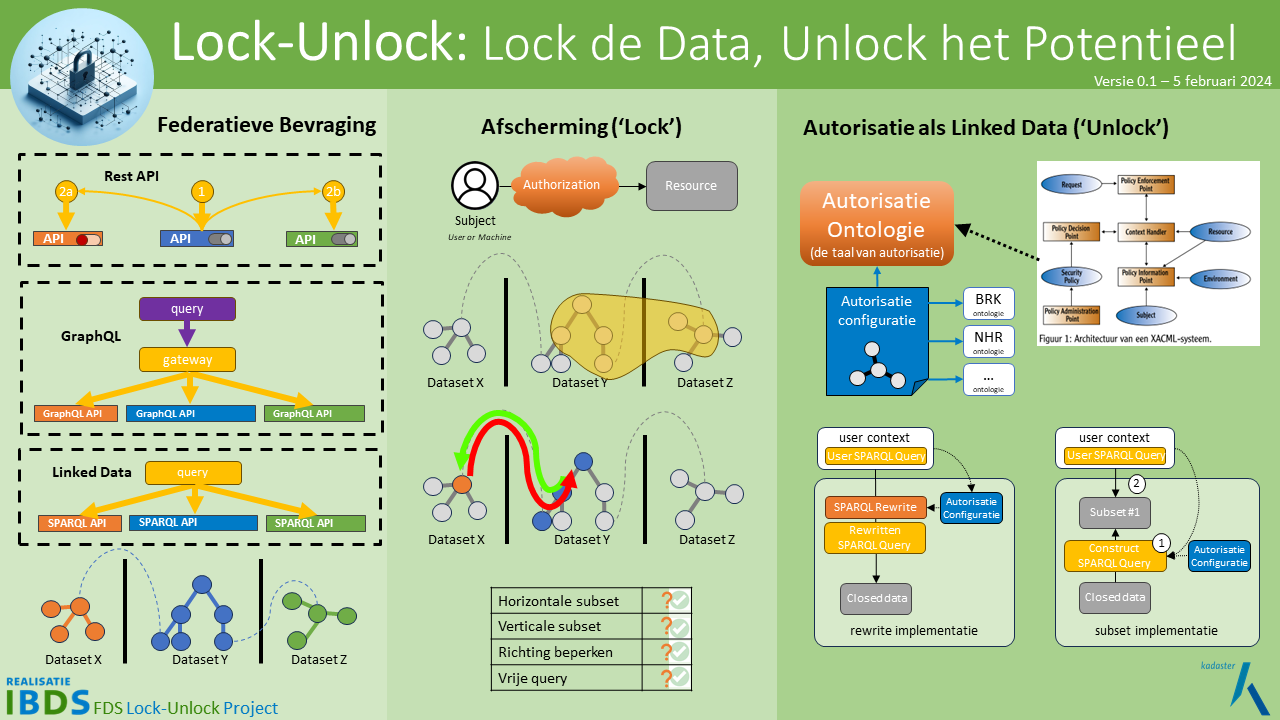 Lock-Unlock: Lock de Data, Unlock het Potentieel
Versie 0.1 – 5 februari 2024
Federatieve Bevraging
Rest API
2a
1
2b
API
API
API
query
GraphQL
gateway
GraphQL API
GraphQL API
GraphQL API
Linked Data
query
SPARQL API
SPARQL API
SPARQL API
Dataset X
Dataset Y
Dataset Z
REALISATIE
IBDS
FDS Lock-Unlock Project
Afscherming (‘Lock’)
Authorization
Resource
Subject
User or Machine
Dataset X
Dataset Y
Dataset Z
Dataset X
Dataset Y
Dataset Z
Horizontale subset ?
Verticale subset ?
Richting beperken ?
Vrije query ?
Autorisatie als Linked Data (‘Unlock’)
Autorisatie
Ontologie
(de taal van autorisatie)
Autorisatie
configuratie
BRK
ontologie
NHR
ontologie
...
ontologie
Request
Policy Enforcement
Point
Policy Decision
Point
Context Handler
Resource
Security
Policy
Policy Information
Point
Environment
Policy Administration
Point
Subject
Figuur 1: Architectuur van een XACML-systeem.
user context
User SPARQL Query
SPARQL Rewrite
Autorisatie
Configuratie
Rewritten
SPARQL Query
Closed data
rewrite implementatie
user context
User SPARQL Query
2
Subset #1
1
Construct
SPARQL Query
Autorisatie
Configuratie
Closed data
subset implementatie
kadaster